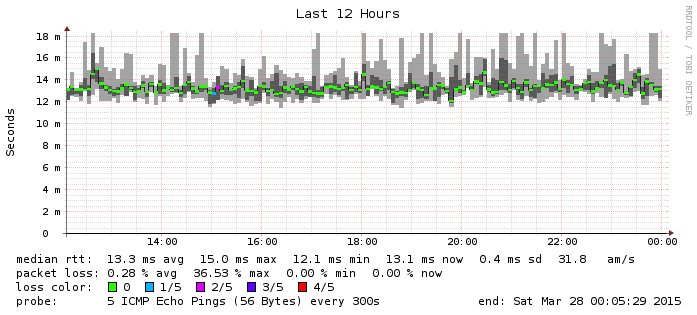 Last 12 Hours
RRDTOOL / TOBI OETIKER
Seconds
18 m
16 m
14 m
12 m
10 m
8 m
6 m
4 m
2 m
0
14:00 16:00 18:00 20:00 22:00 00:00
median rtt: 13.3 ms avg 15.0 ms max 12.1 ms min 13.1 ms now 0.4 ms sd 31.8 am/s
packet loss: 0.28 % avg 36.53 % max 0.00 % min 0.00 % now
loss color: 0 1/5 2/5 3/5 4/5
probe: 5 ICMP Echo Pings (56 Bytes) every 300s end: Sat Mar 28 00:05:29 2015